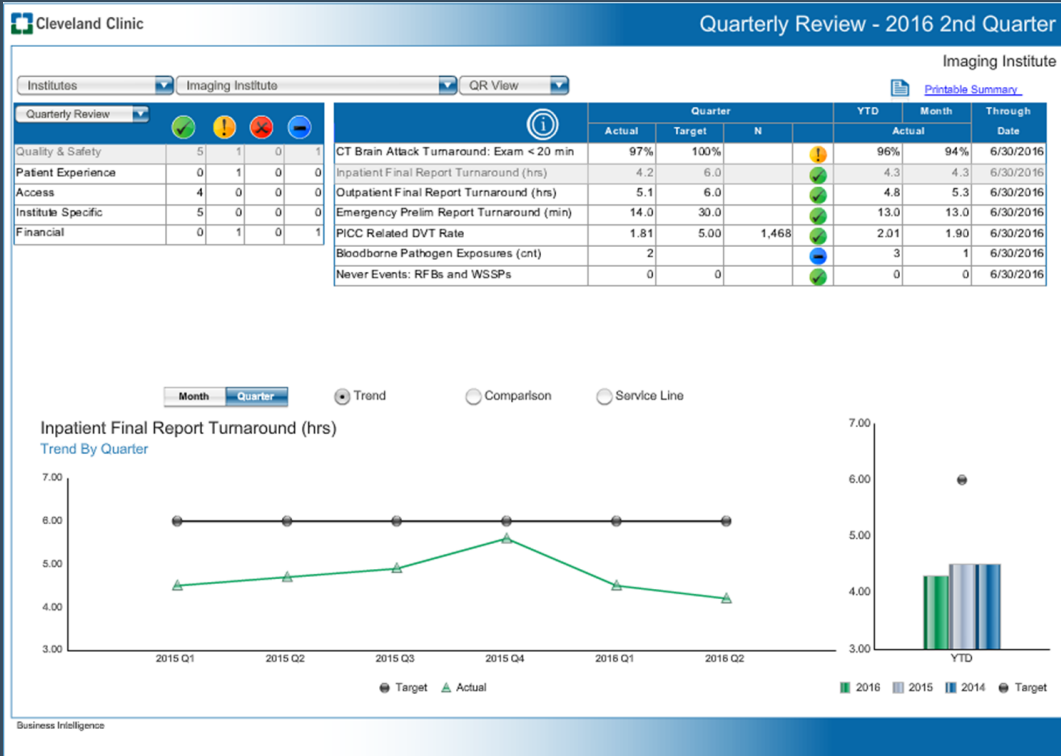 Cleveland Clinic
Quarterly Review - 2016 2nd Quarter
Imaging Institute
Institutes Imaging Institute QR View
Printable Summary
Quarterly Review
Quality & Safety 5 1 0 1
Patient Experience 0 1 0 0
Access 4 0 0 0
Institute Specific 5 0 0 0
Financial 0 1 0 1
Quarter YTD Month Through
Actual Target N Actual Date
CT Brain Attack Turnaround: Exam < 20 min 97% 100% 96% 94% 6/30/2016
Inpatient Final Report Turnaround (hrs) 4.2 6.0 4.3 4.3 6/30/2016
Outpatient Final Report Turnaround (hrs) 5.1 6.0 4.8 5.3 6/30/2016
Emergency Prelim Report Turnaround (min) 14.0 30.0 13.0 13.0 6/30/2016
PICC Related DVT Rate 1.81 5.00 1,468 2.01 1.90 6/30/2016
Bloodborne Pathogen Exposures (cnt) 2 3 1 6/30/2016
Never Events: RFBs and WSSPs 0 0 0 0 6/30/2016
Month Quarter Trend Comparison Service Line
Inpatient Final Report Turnaround (hrs)
Trend By Quarter
7.00
6.00
5.00
4.00
3.00
2015 Q1 2015 Q2 2015 Q3 2015 Q4 2016 Q1 2016 Q2
Target Actual
7.00
6.00
5.00
4.00
3.00
YTD
2016 2015 2014 Target
Business Intelligence